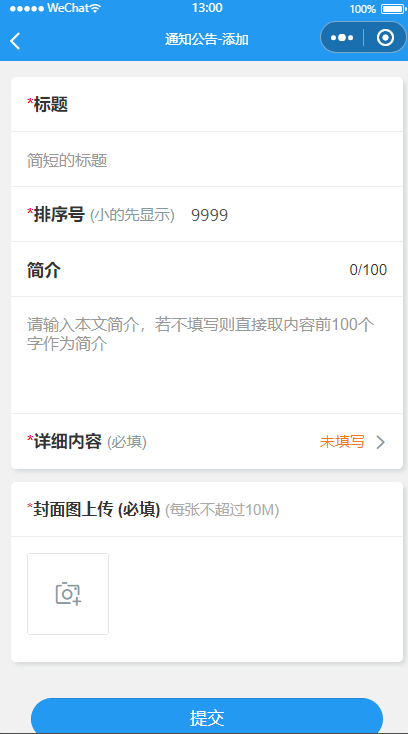 WeChat 13:00 100%
通知公告-添加
*标题
简短的标题
*排序号 (小的先显示) 9999
简介 0/100
请输入本文简介，若不填写则直接取内容前100个
字作为简介
*详细内容 (必填) 未填写
*封面图上传 (必填) (每张不超过10M)
提交